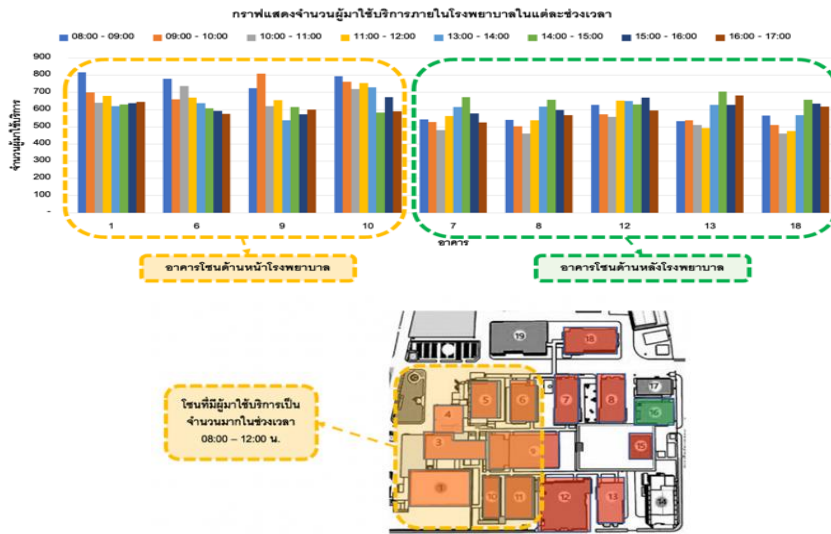 กราฟแสดงจำนวนผู้มาใช้บริการภายในโรงพยาบาลในแต่ละช่วงเวลา
08:00 - 09:00 09:00 - 10:00 10:00 - 11:00 11:00 - 12:00 13:00 - 14:00 14:00 - 15:00 15:00 - 16:00 16:00 - 17:00
จำนวนผู้มาใช้บริการ
900
800
700
600
500
400
300
200
100
-
1 6 9 10 7 8 12 13 18
อาคาร
อาคารโซนด้านหน้าโรงพยาบาล
อาคารโซนด้านหลังโรงพยาบาล
โซนที่มีผู้มาใช้บริการเป็น
จำนวนมากในช่วงเวลา
08:00 – 12:00 น.
19
18
5 6 7 8 17
4 16
3 9 15
1 10 11 12 13 14